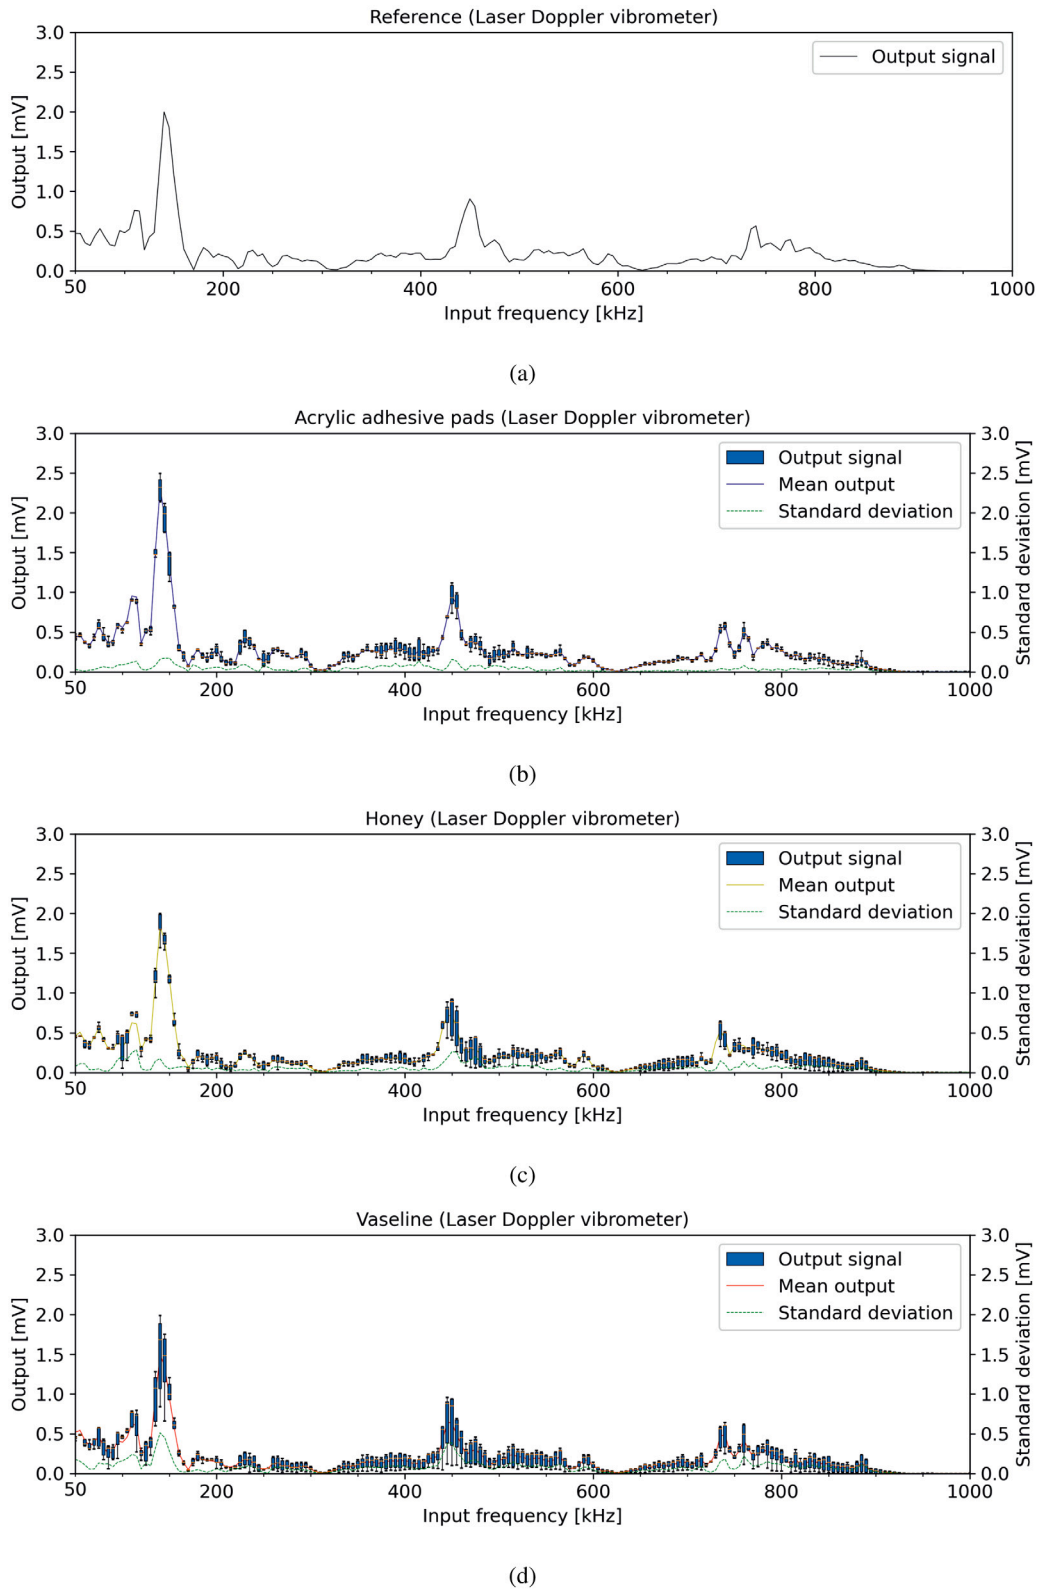 Reference (Laser Doppler vibrometer)
3.0
2.5
2.0
1.5
1.0
0.5
0.0
Output [mV]
Output signal
50 200 400 600 800 1000
Input frequency [kHz]
(a)
Acrylic adhesive pads (Laser Doppler vibrometer)
3.0 3.0
2.5 2.5
2.0 2.0
1.5 1.5
1.0 1.0
0.5 0.5
0.0 0.0
Output [mV]
Standard deviation [mV]
Output signal
Mean output
Standard deviation
50 200 400 600 800 1000
Input frequency [kHz]
(b)
Honey (Laser Doppler vibrometer)
3.0 3.0
2.5 2.5
2.0 2.0
1.5 1.5
1.0 1.0
0.5 0.5
0.0 0.0
Output [mV]
Standard deviation [mV]
Output signal
Mean output
Standard deviation
50 200 400 600 800 1000
Input frequency [kHz]
(c)
Vaseline (Laser Doppler vibrometer)
3.0 3.0
2.5 2.5
2.0 2.0
1.5 1.5
1.0 1.0
0.5 0.5
0.0 0.0
Output [mV]
Standard deviation [mV]
Output signal
Mean output
Standard deviation
50 200 400 600 800 1000
Input frequency [kHz]
(d)